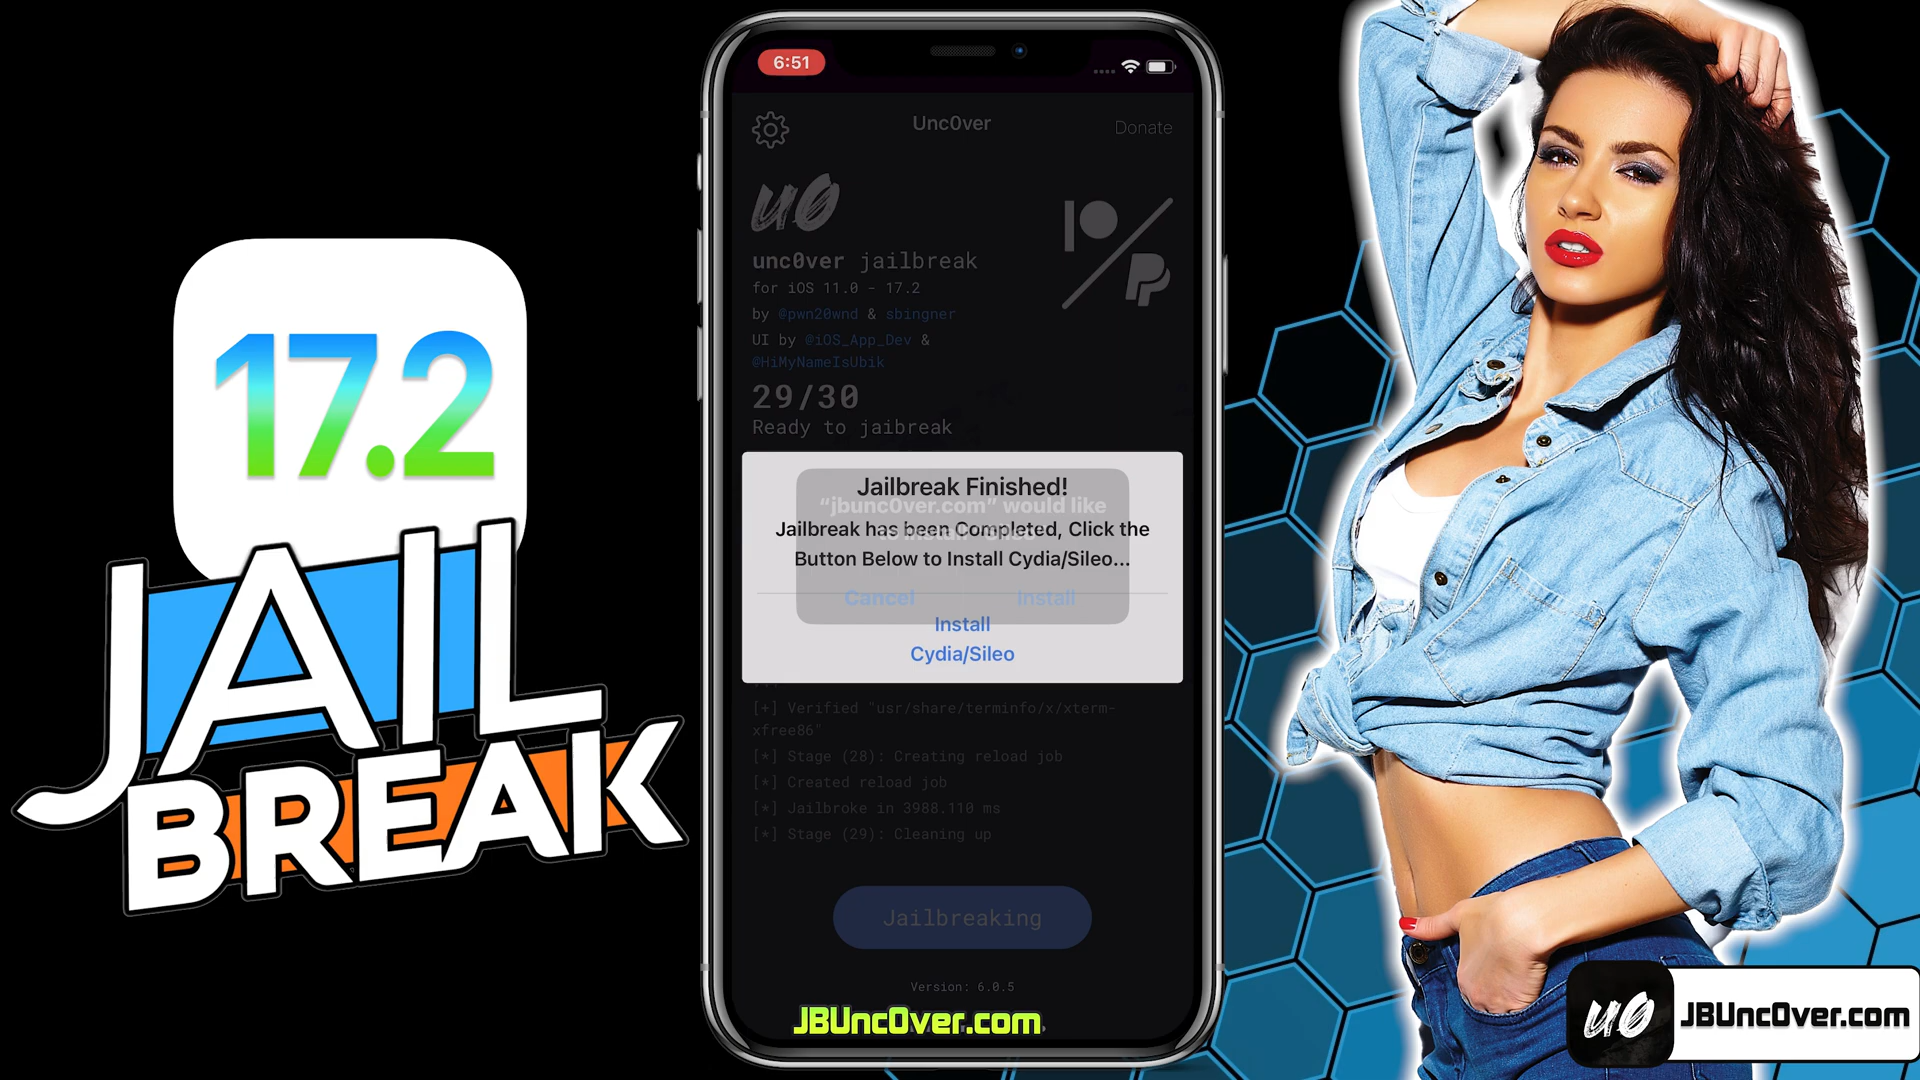 17.2
JAIL
BREAK
6:51
Unc0ver
Donate
u0
unc0ver jailbreak
for iOS 11.0 - 17.2
by @pwn20wnd & sbingner
UI by @iOS_App_Dev &
@HiMyNameIsUbik
29/30
Ready to jaibreak
Jailbreak Finished!
“jbunc0ver.com” would like
Jailbreak has been Completed, Click the
Button Below to Install Cydia/Sileo...
Cancel Install
Install
Cydia/Sileo
[+] Verified "usr/share/terminfo/x/xterm-
xfree86"
[*] Stage (28): Creating reload job
[*] Created reload job
[*] Jailbroke in 3988.110 ms
[*] Stage (29): Cleaning up
Jailbreaking
Version: 6.0.5
JBUnc0ver.com
u0 JBUnc0ver.com